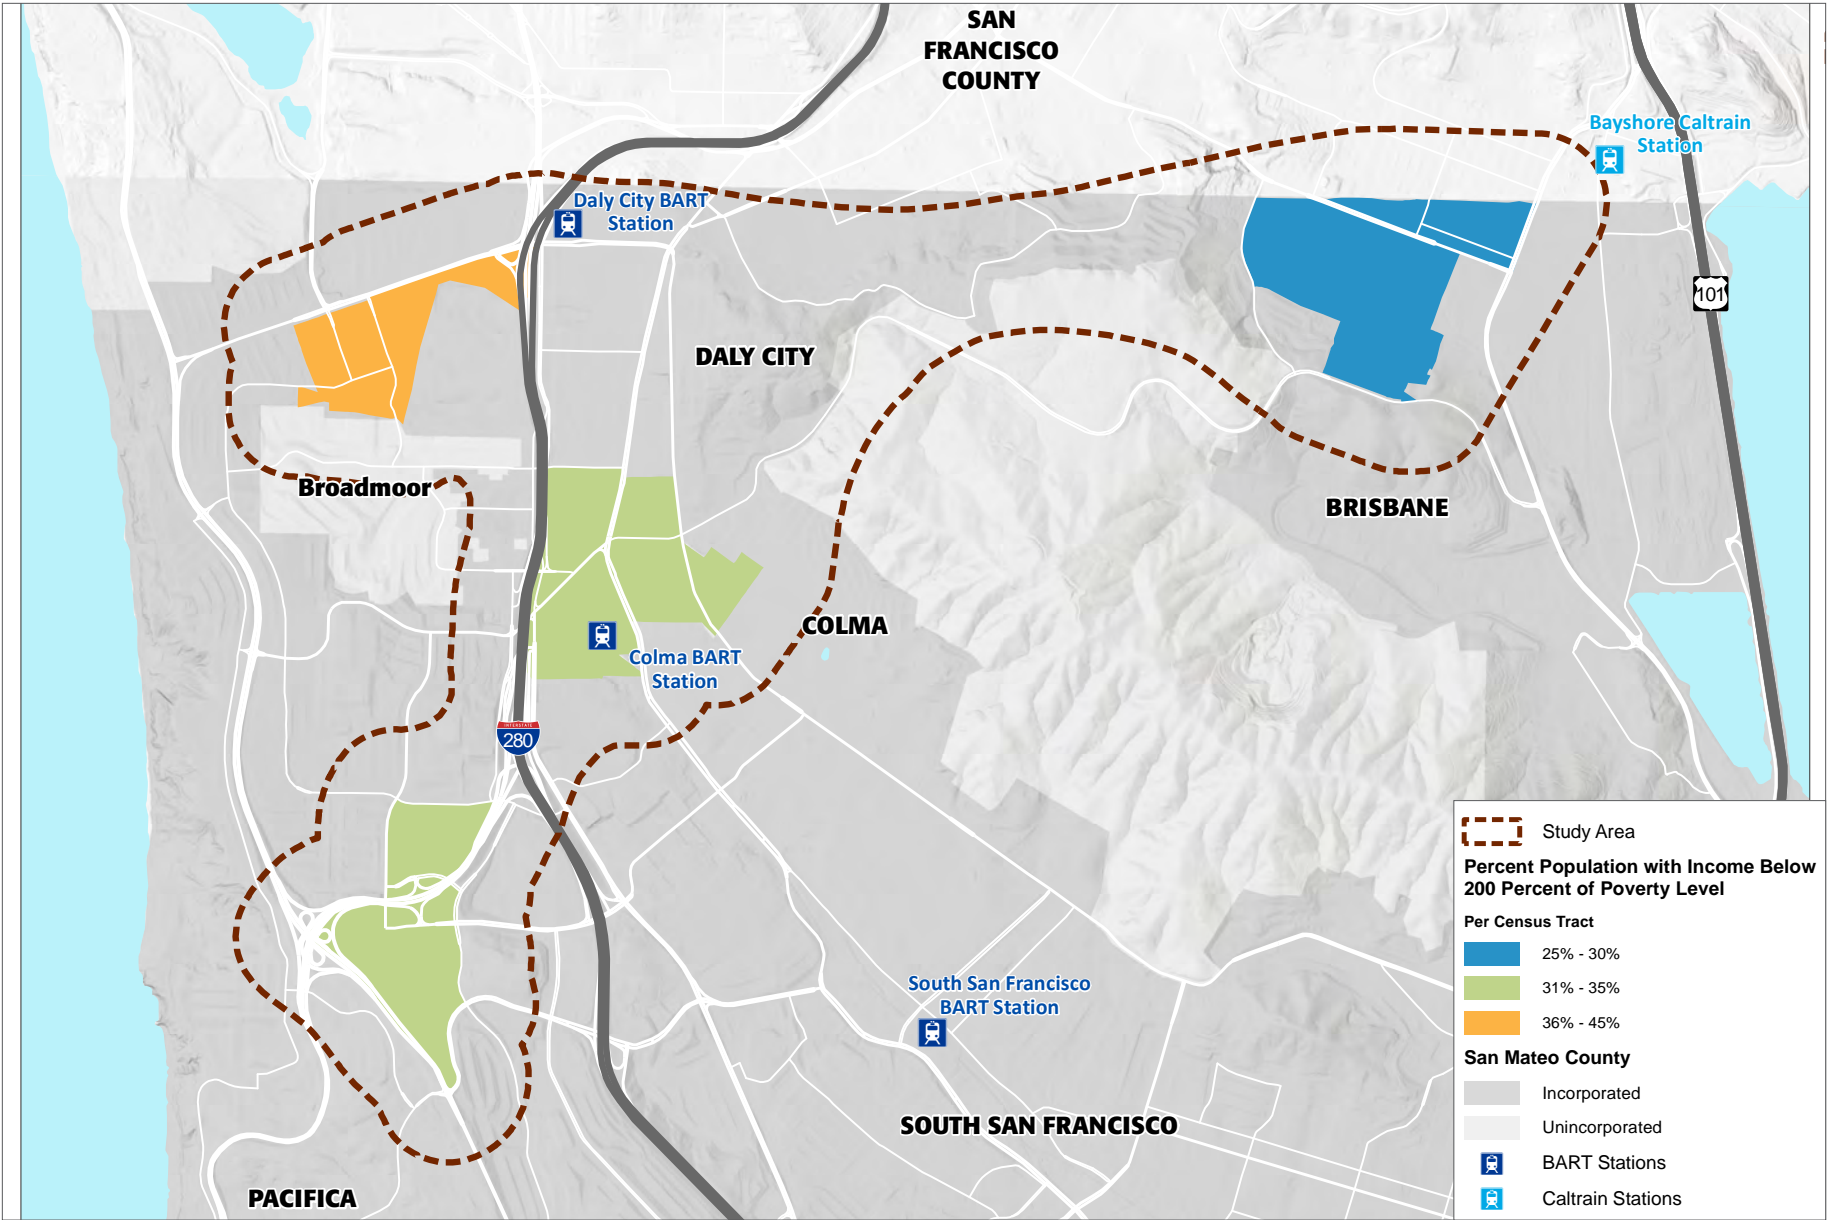 SAN
FRANCISCO
COUNTY
Bayshore Caltrain
Station
Daly City BART
Station
101
DALY CITY
Broadmoor
BRISBANE
COLMA
Colma BART
Station
INTERSTATE
280
South San Francisco
BART Station
SOUTH SAN FRANCISCO
PACIFICA
Study Area
Percent Population with Income Below
200 Percent of Poverty Level
Per Census Tract
25% - 30%
31% - 35%
36% - 45%
San Mateo County
Incorporated
Unincorporated
BART Stations
Caltrain Stations